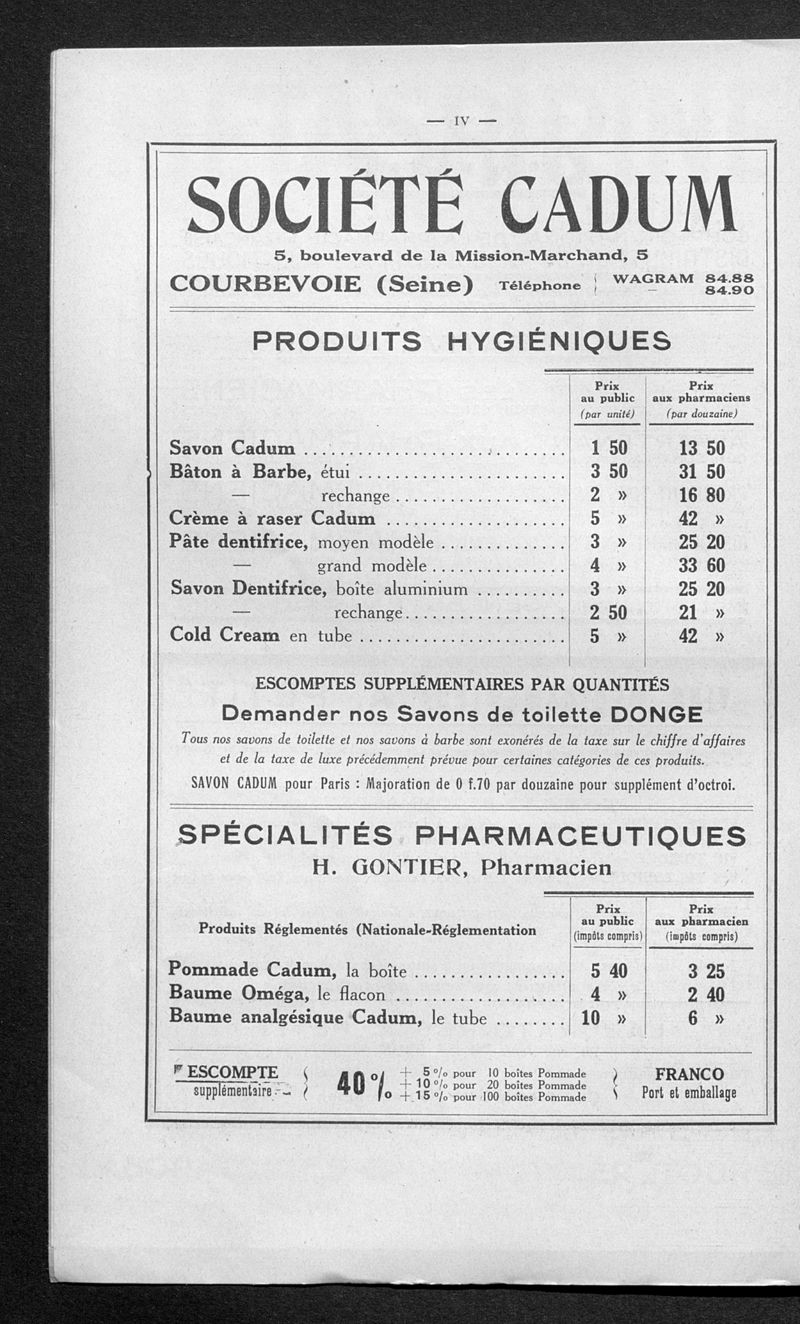 — IV —
SOCIÉTÉ CADUM
5, boulevard de la Mission-Marchand, 5
COURBEVOIE (Seine) Téléphone { WAGRAM 84.88
— 84.90
PRODUITS HYGIÉNIQUES
Prix au public (par unité) Prix aux pharmaciens (par douzaine)
Savon Cadum 1 50 13 50
Bâton à Barbe, étui 3 50 31 50
— rechange 2 » 16 80
Crème à raser Cadum 5 » 42 »
Pâte dentifrice, moyen modèle 3 » 25 20
— grand modèle 4 » 33 60
Savon Dentifrice, boîte aluminium 3 » 25 20
— rechange 2 50 21 »
Cold Cream en tube 5 » 42 »
ESCOMPTES SUPPLÉMENTAIRES PAR QUANTITÉS
Demander nos Savons de toilette DONGE
Tous nos savons de toilette et nos savons à barbe sont exonérés de la taxe sur le chiffre d'affaires
et de la taxe de luxe précédemment prévue pour certaines catégories de ces produits.
SAVON CADUM pour Paris : Majoration de 0 f.70 par douzaine pour supplément d'octroi.
SPÉCIALITÉS PHARMACEUTIQUES
H. GONTIER, Pharmacien
Produits Réglementés (Nationale-Réglementation Prix au public (impôts compris) Prix aux pharmacien (impôts compris)
Pommade Cadum, la boîte 5 40 3 25
Baume Oméga, le flacon 4 » 2 40
Baume analgésique Cadum, le tube 10 » 6 »
ESCOMPTE supplémentaire { 40 % + 5 % pour 10 boîtes Pommade
+ 10 % pour 20 boîtes Pommade
+ 15 % pour 100 boîtes Pommade } FRANCO
Port et emballage